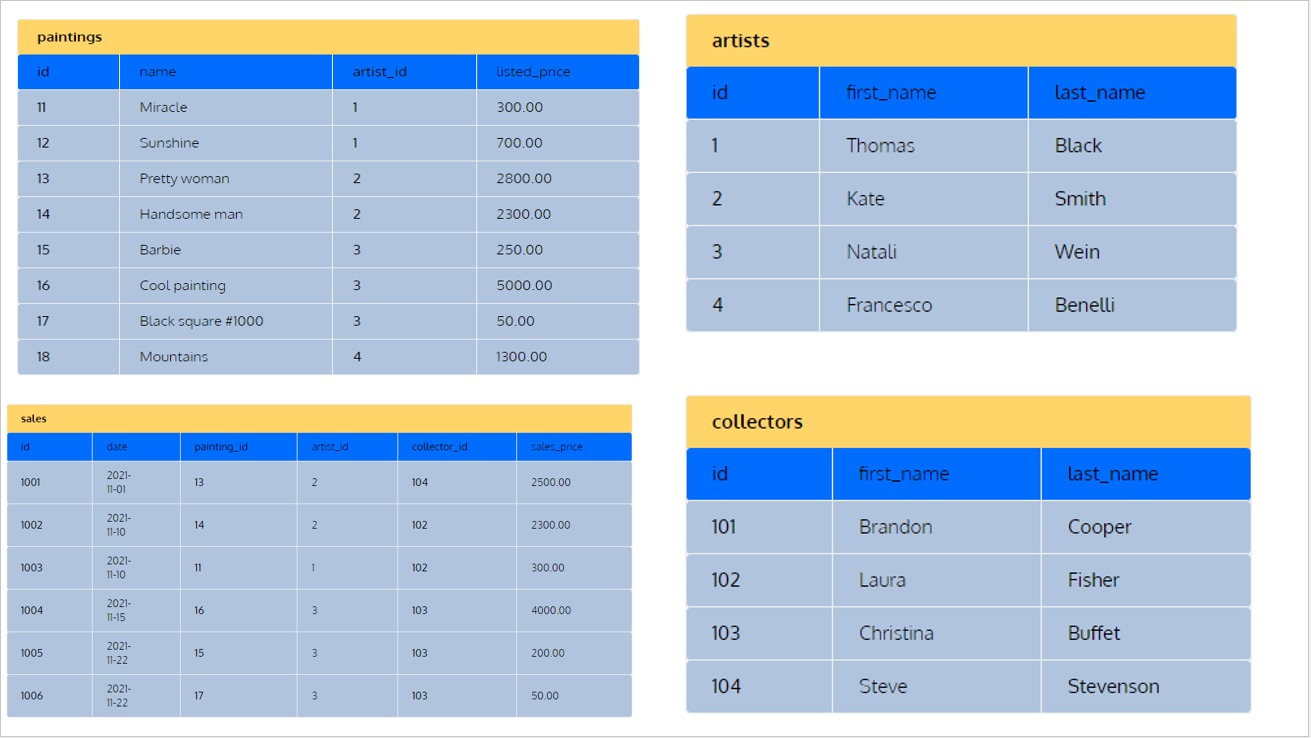 paintings
id name artist_id listed_price
11 Miracle 1 300.00
12 Sunshine 1 700.00
13 Pretty woman 2 2800.00
14 Handsome man 2 2300.00
15 Barbie 3 250.00
16 Cool painting 3 5000.00
17 Black square #1000 3 50.00
18 Mountains 4 1300.00
artists
id first_name last_name
1 Thomas Black
2 Kate Smith
3 Natali Wein
4 Francesco Benelli
sales
id date painting_id artist_id collector_id sales_price
1001 2021-11-01 13 2 104 2500.00
1002 2021-11-10 14 2 102 2300.00
1003 2021-11-10 11 1 102 300.00
1004 2021-11-15 16 3 103 4000.00
1005 2021-11-22 15 3 103 200.00
1006 2021-11-22 17 3 103 50.00
collectors
id first_name last_name
101 Brandon Cooper
102 Laura Fisher
103 Christina Buffet
104 Steve Stevenson